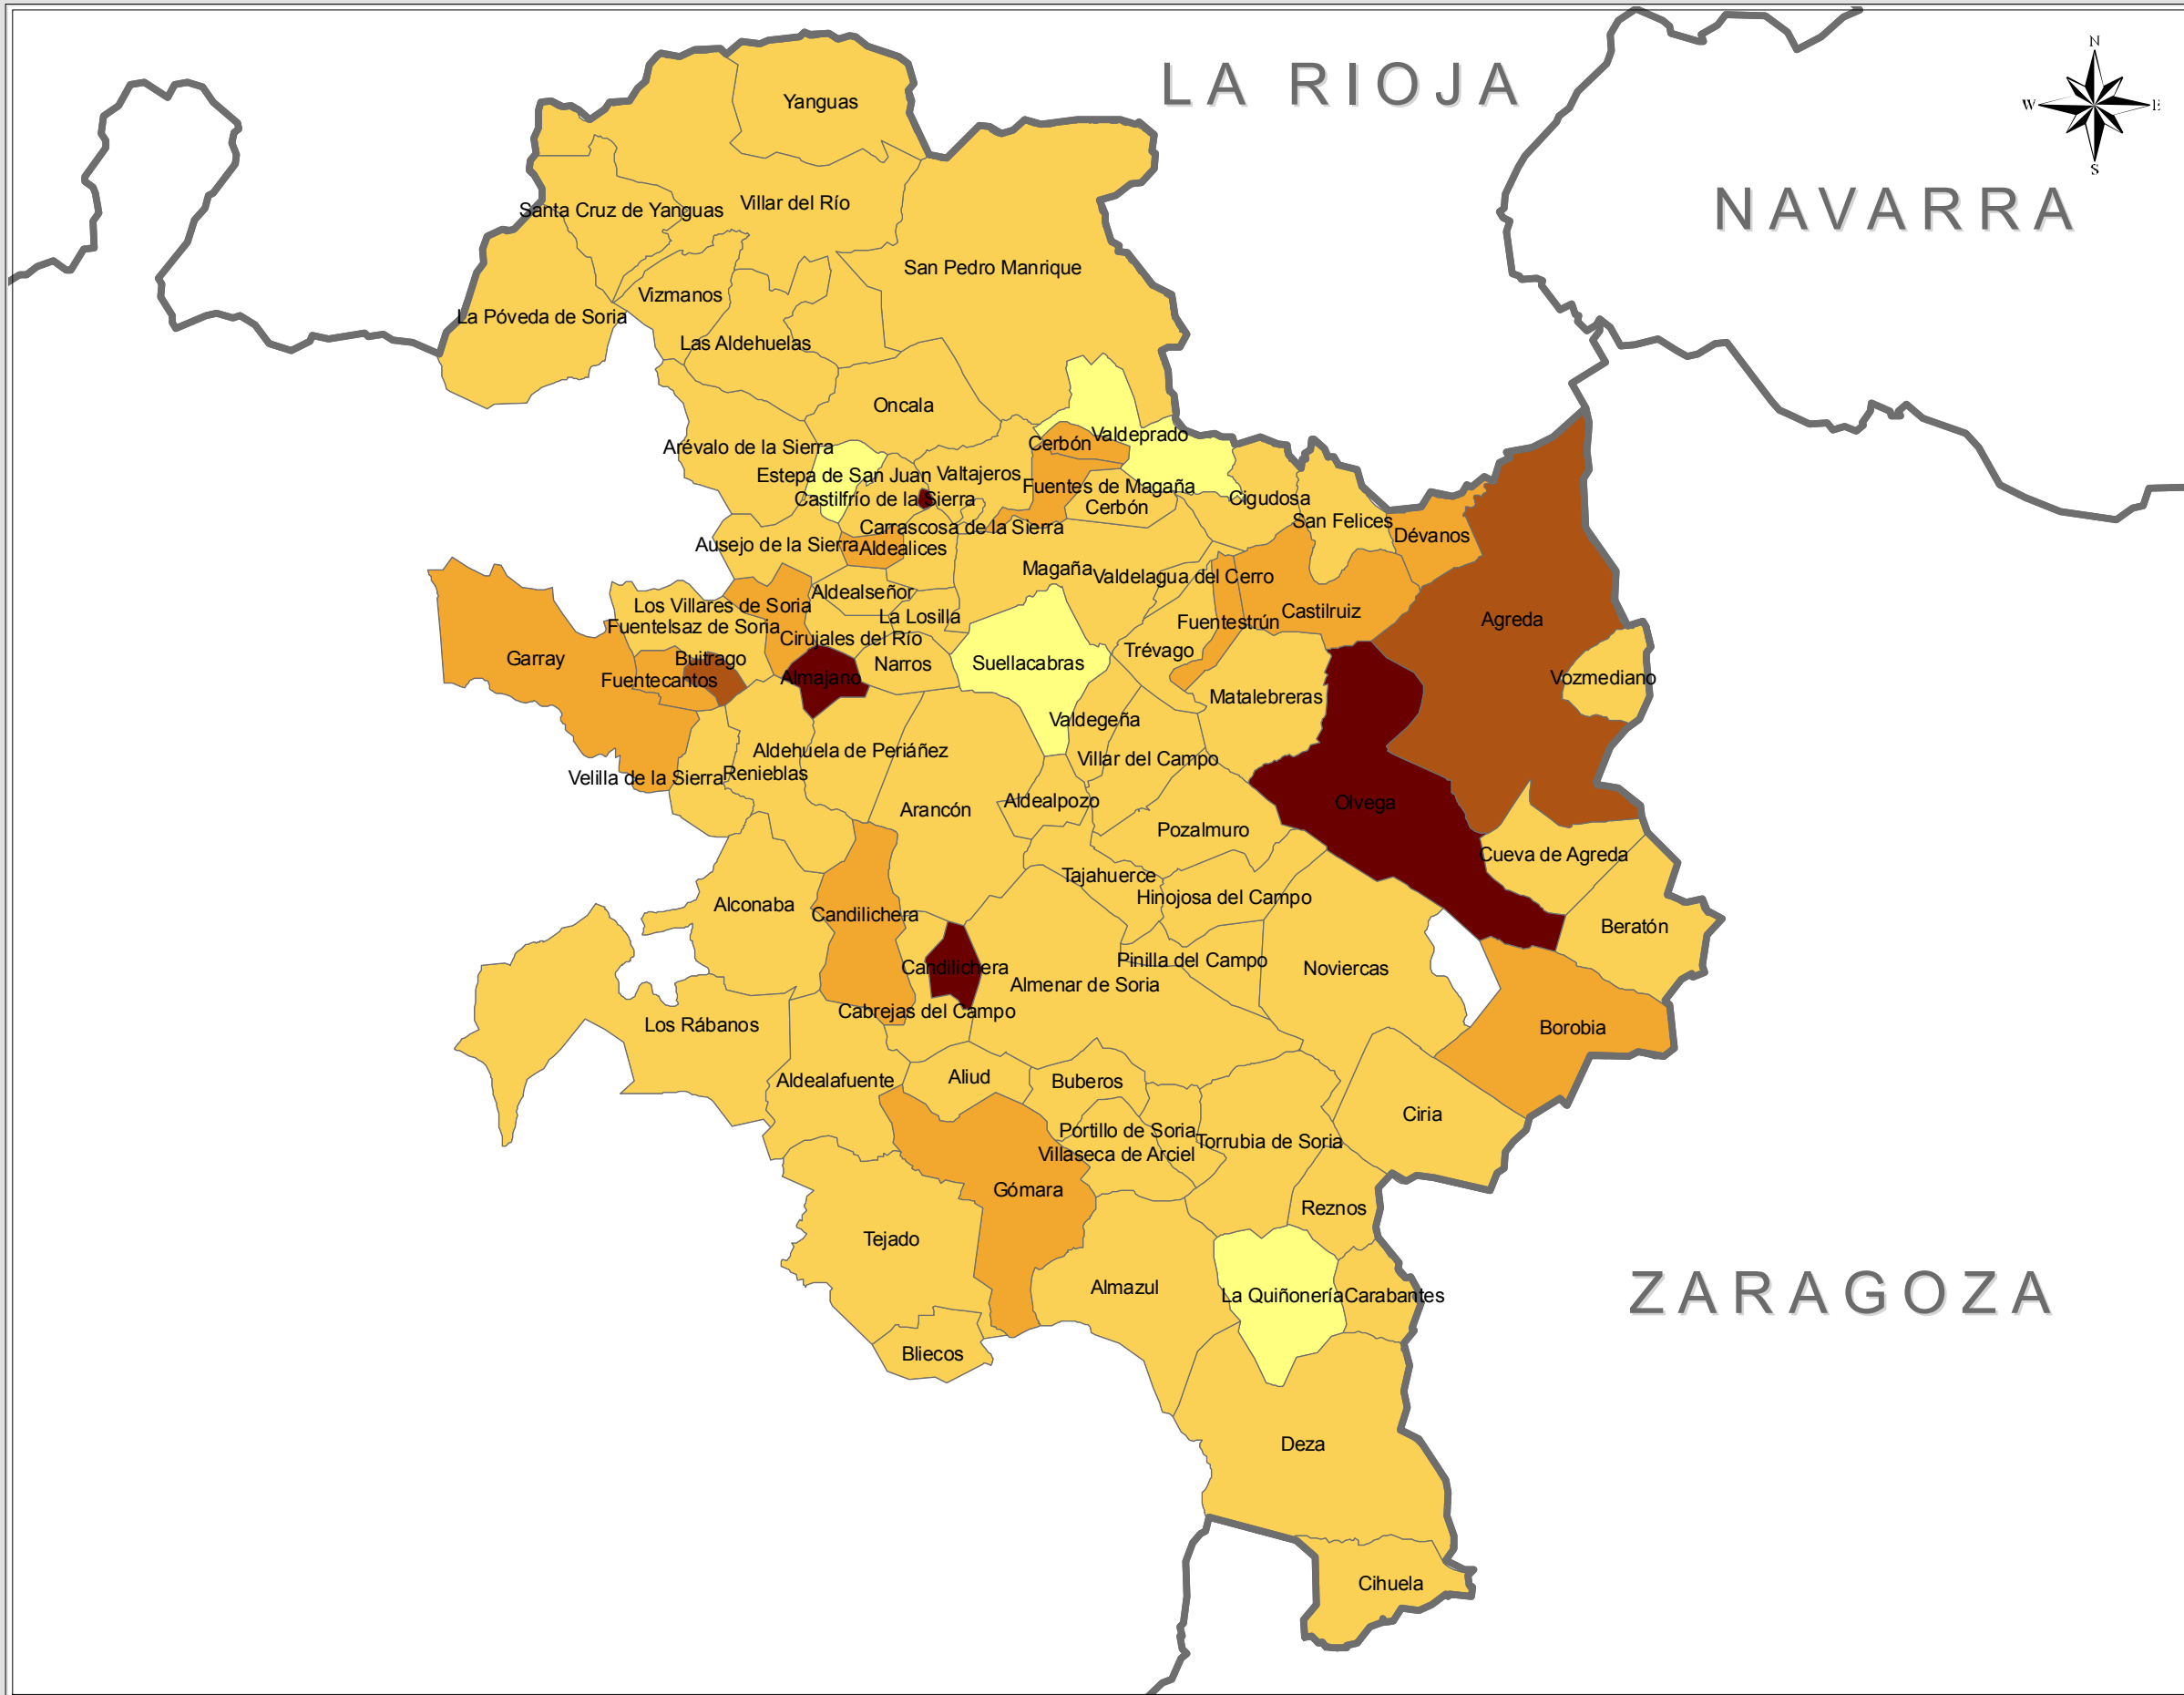 N
LA RIOJA
Yanguas
W
E
S
NAVARRA
Santa Cruz de Yanguas
Villar del Río
San Pedro Manrique
Vizmanos
La Póveda de Soria
Las Aldehuelas
Oncala
Valdeprado
Cerbón
Arévalo de la Sierra
Estepa de San Juan
Valtajeros
Fuentes de Magaña
Castilfrío de la Sierra
Cigudosa
Cerbón
San Felices
Carrascosa de la Sierra
Dévanos
Ausejo de la Sierra
Aldealices
Magaña
Valdelagua del Cerro
Aldealseñor
Los Villares de Soria
Castilruiz
La Losilla
Agreda
Fuentestrún
Fuentelsaz de Soria
Cirujales del Río
Trévago
Garray
Buitrago
Narros
Suellacabras
Almajano
Vozmediano
Fuentecantos
Matalebreras
Valdegeña
Aldehuela de Periáñez
Villar del Campo
Renieblas
Velilla de la Sierra
Aldealpozo
Olvega
Arancón
Pozalmuro
Cueva de Agreda
Tajahuerce
Hinojosa del Campo
Alconaba
Candilichera
Beratón
Pinilla del Campo
Candilichera
Noviercas
Almenar de Soria
Cabrejas del Campo
Los Rábanos
Borobia
Aliud
Aldealafuente
Buberos
Ciria
Portillo de Soria
Torrubia de Soria
Villaseca de Arciel
Gómara
Reznos
Tejado
Almazul
La Quiñonería
Carabantes
ZARAGOZA
Bliecos
Deza
Cihuela